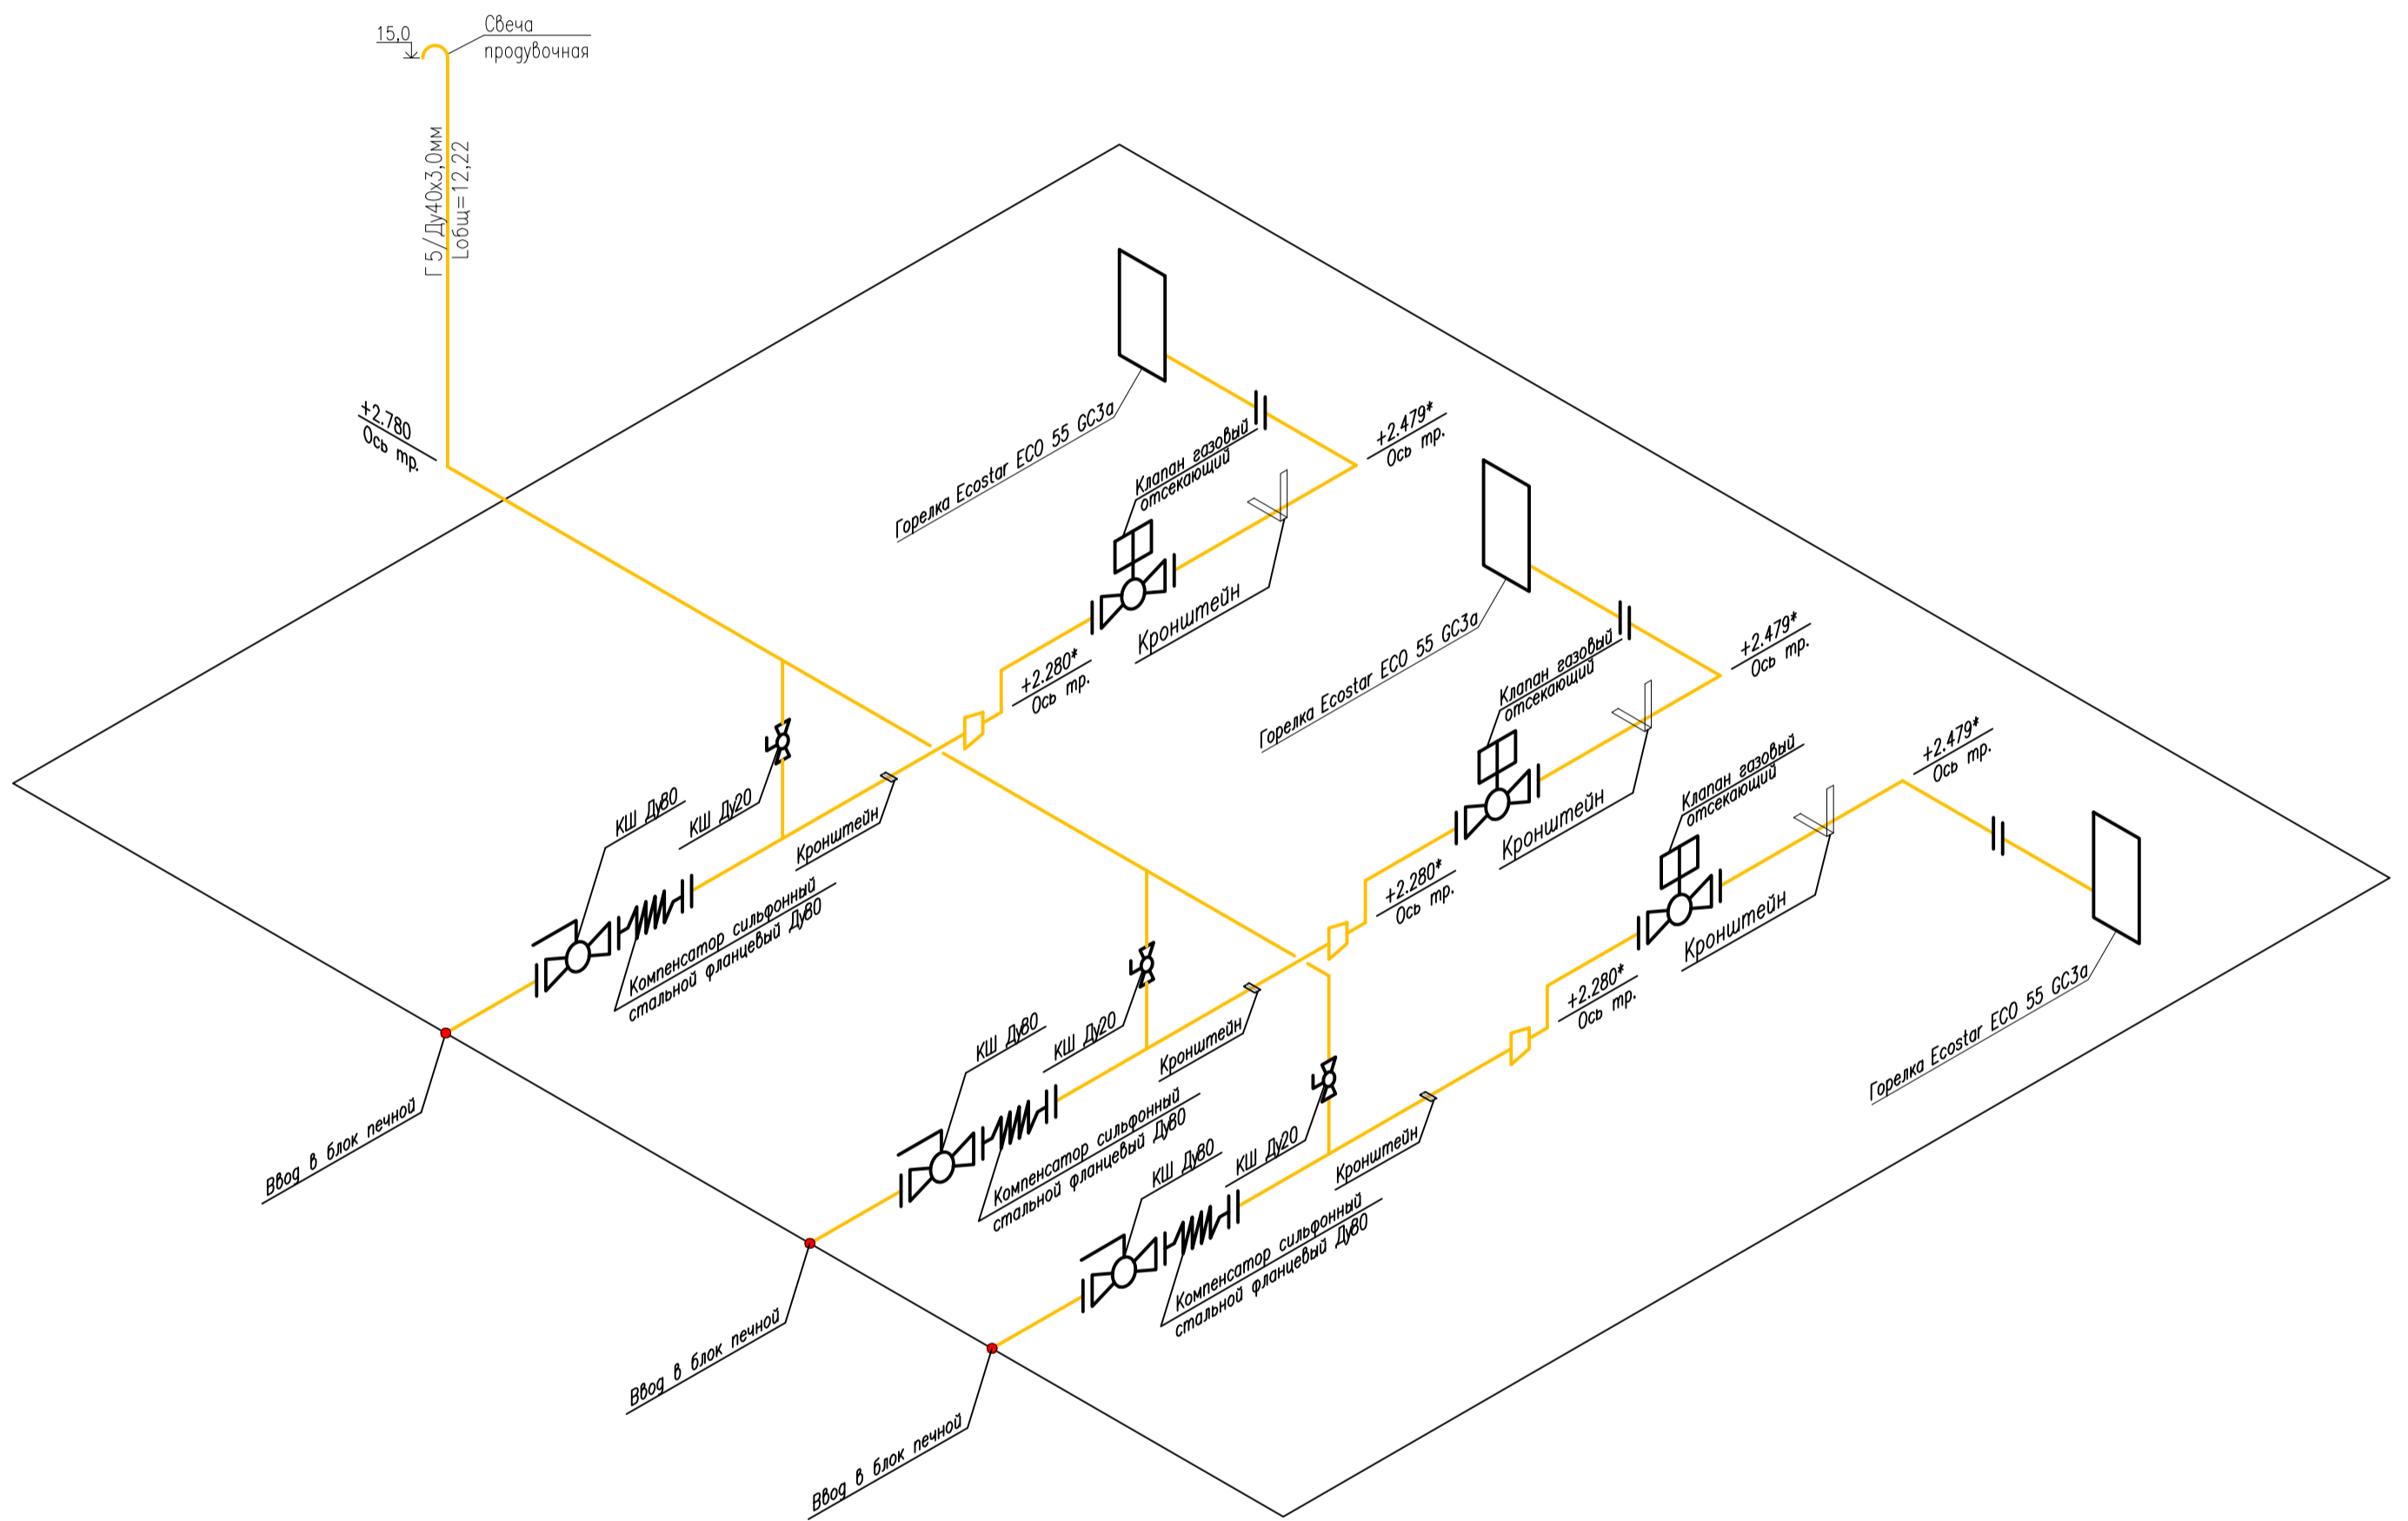 15,0
Свеча
продувочная
Г5/Ду40х3,0мм
Lобщ=12,22
+2.780
Ось тр.
Горелка Ecostar ECO 55 GC3a
Клапан газовый
отсекающий
+2.479*
Ось тр.
Кронштейн
+2.280*
Ось тр.
КШ Ду80
КШ Ду20
Кронштейн
Компенсатор сильфонный
стальной фланцевый Ду80
Ввод в блок печной
Горелка Ecostar ECO 55 GC3a
Клапан газовый
отсекающий
+2.479*
Ось тр.
Кронштейн
+2.280*
Ось тр.
КШ Ду80
КШ Ду20
Кронштейн
Компенсатор сильфонный
стальной фланцевый Ду80
Ввод в блок печной
Клапан газовый
отсекающий
+2.479*
Ось тр.
Кронштейн
+2.280*
Ось тр.
Горелка Ecostar ECO 55 GC3a
КШ Ду80
КШ Ду20
Кронштейн
Компенсатор сильфонный
стальной фланцевый Ду80
Ввод в блок печной